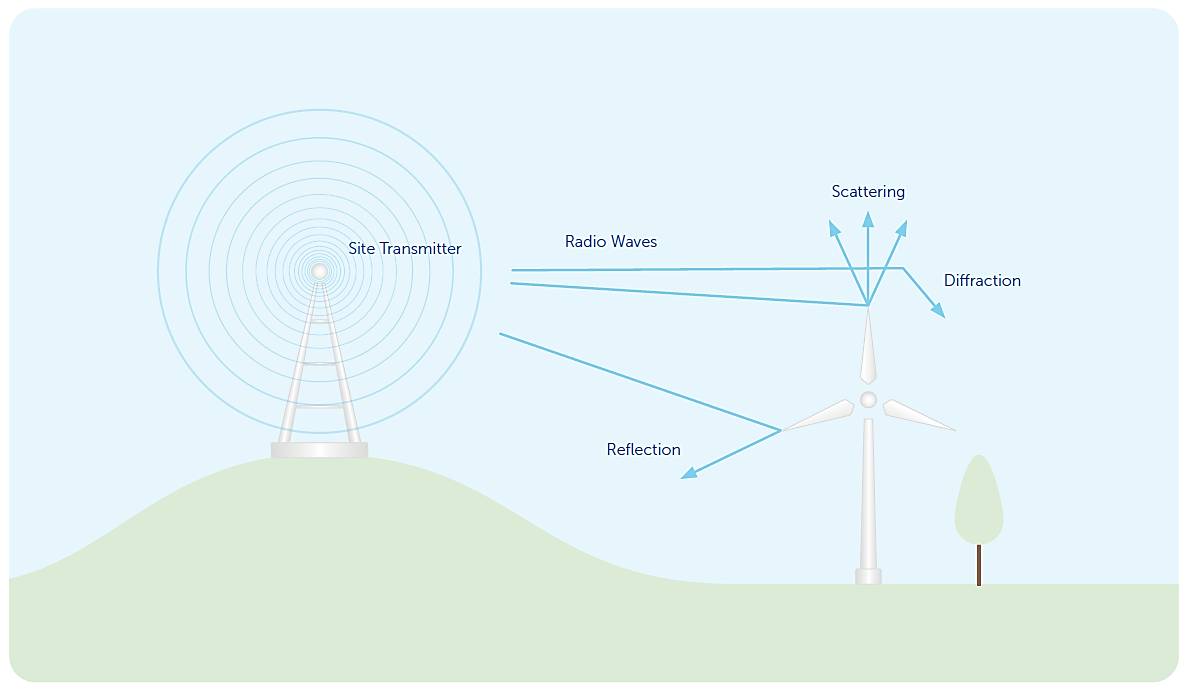 Scattering
Site Transmitter
Radio Waves
Diffraction
Reflection